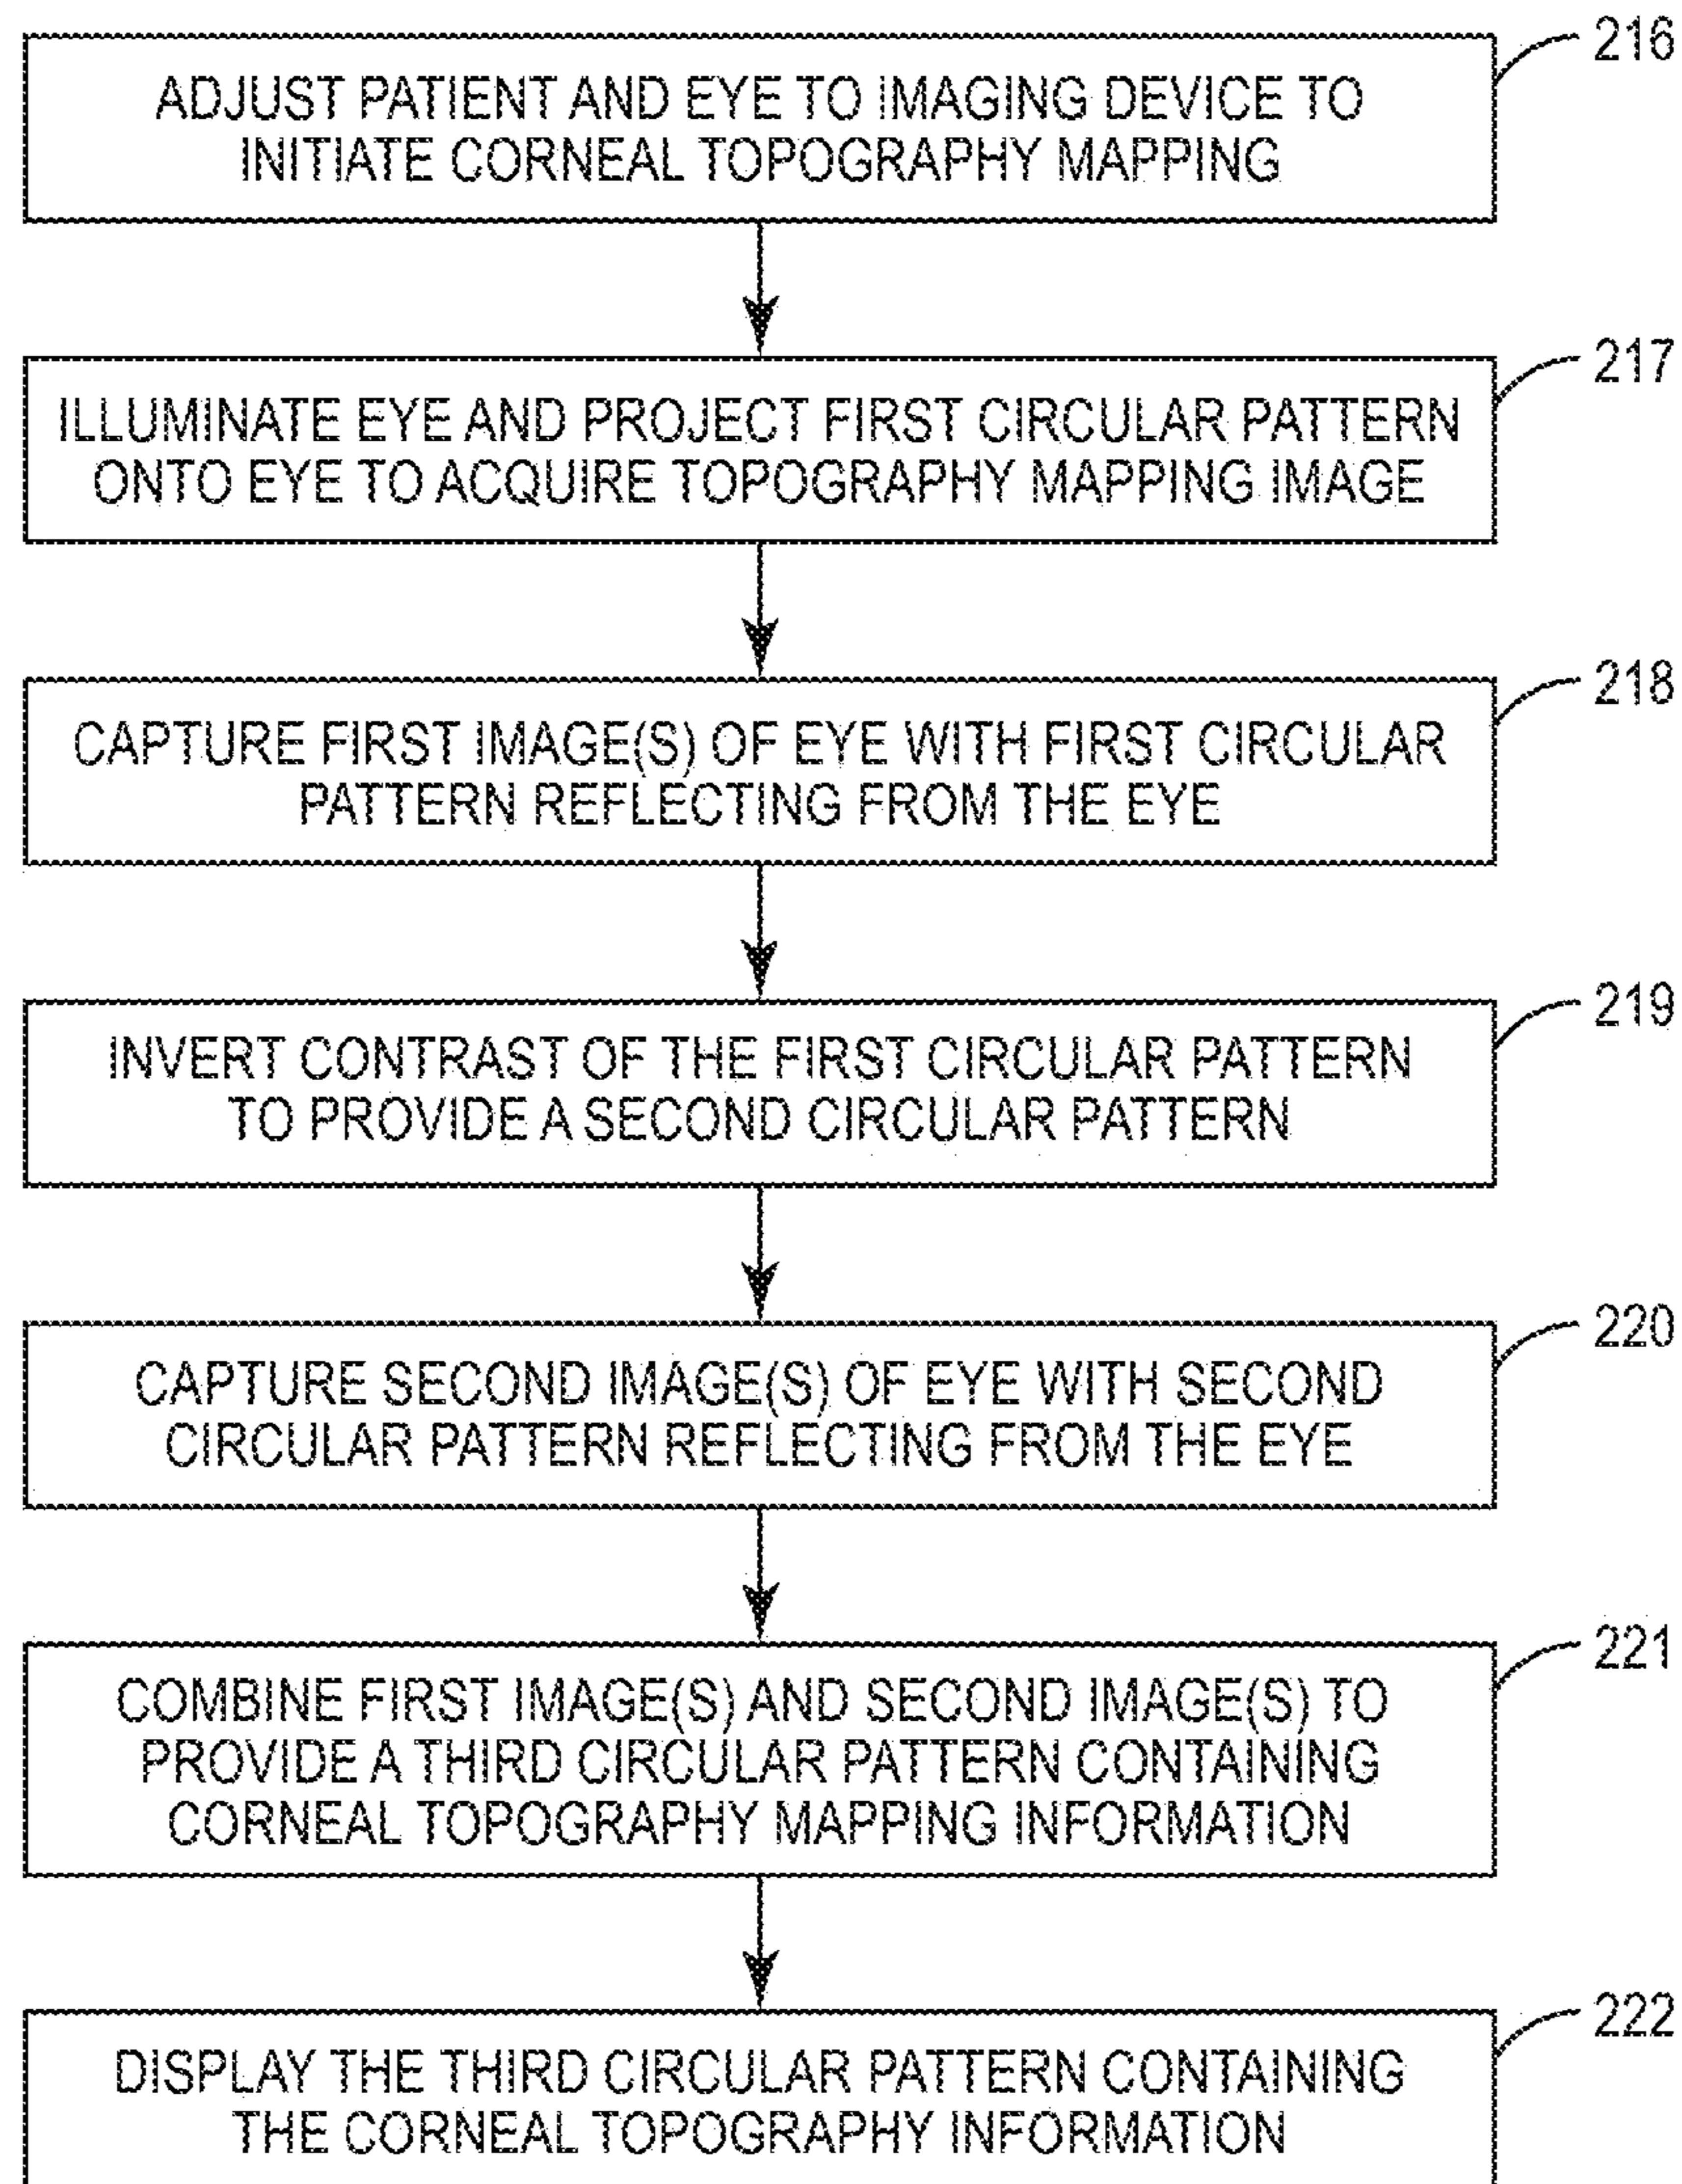 216
ADJUST PATIENT AND EYE TO IMAGING DEVICE TO
INITIATE CORNEAL TOPOGRAPHY MAPPING
217
ILLUMINATE EYE AND PROJECT FIRST CIRCULAR PATTERN
ONTO EYE TO ACQUIRE TOPOGRAPHY MAPPING IMAGE
218
CAPTURE FIRST IMAGE(S) OF EYE WITH FIRST CIRCULAR
PATTERN REFLECTING FROM THE EYE
219
INVERT CONTRAST OF THE FIRST CIRCULAR PATTERN
TO PROVIDE A SECOND CIRCULAR PATTERN
220
CAPTURE SECOND IMAGE(S) OF EYE WITH SECOND
CIRCULAR PATTERN REFLECTING FROM THE EYE
221
COMBINE FIRST IMAGE(S) AND SECOND IMAGE(S) TO
PROVIDE A THIRD CIRCULAR PATTERN CONTAINING
CORNEAL TOPOGRAPHY MAPPING INFORMATION
222
DISPLAY THE THIRD CIRCULAR PATTERN CONTAINING
THE CORNEAL TOPOGRAPHY INFORMATION